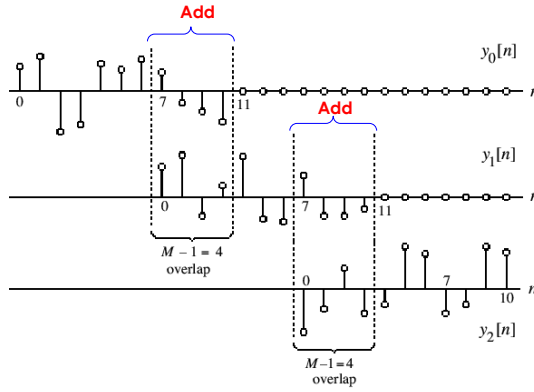 Add
y₀[n]
0 7 11 n
Add
y₁[n]
0 7 11
M – 1 = 4
overlap
0 7 10 n
y₂[n]
M – 1 = 4
overlap